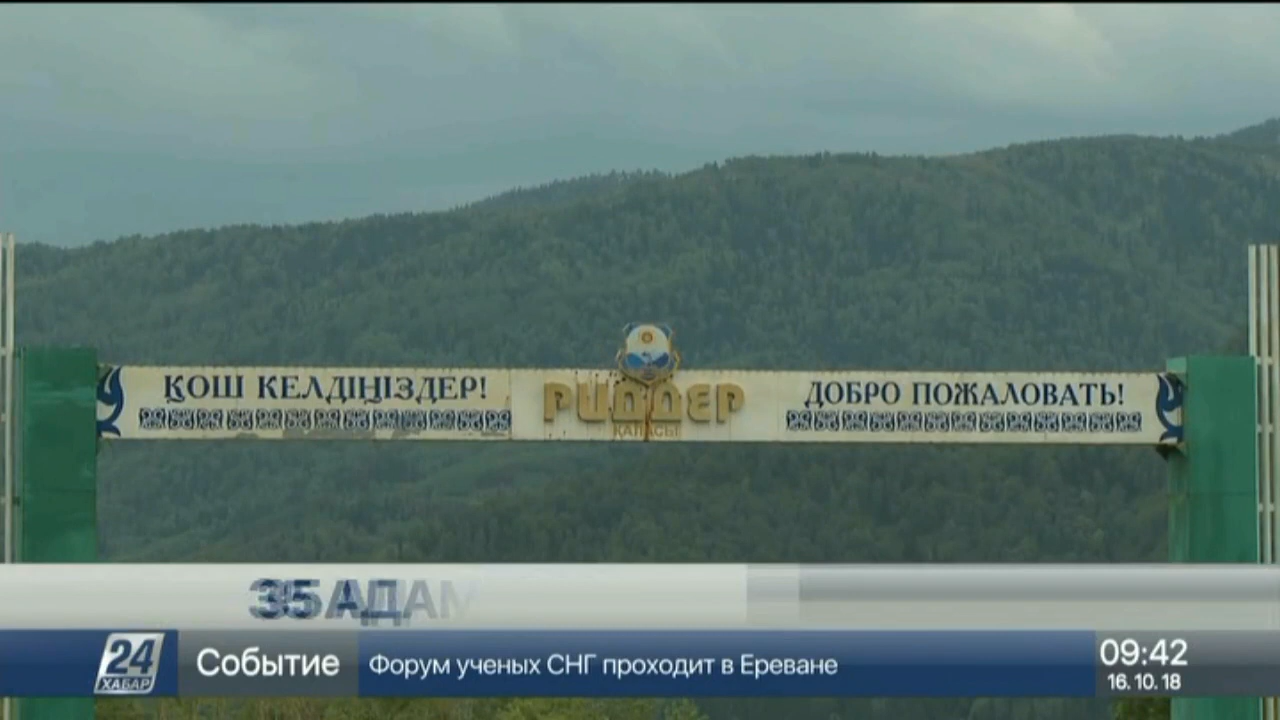 ҚОШ КЕЛДІҢІЗДЕР!
РИДДЕР
ҚАЛАСЫ
ДОБРО ПОЖАЛОВАТЬ!
35 АДАМ
24
ХАБАР
Событие
Форум ученых СНГ проходит в Ереване
09:42
16.10.18